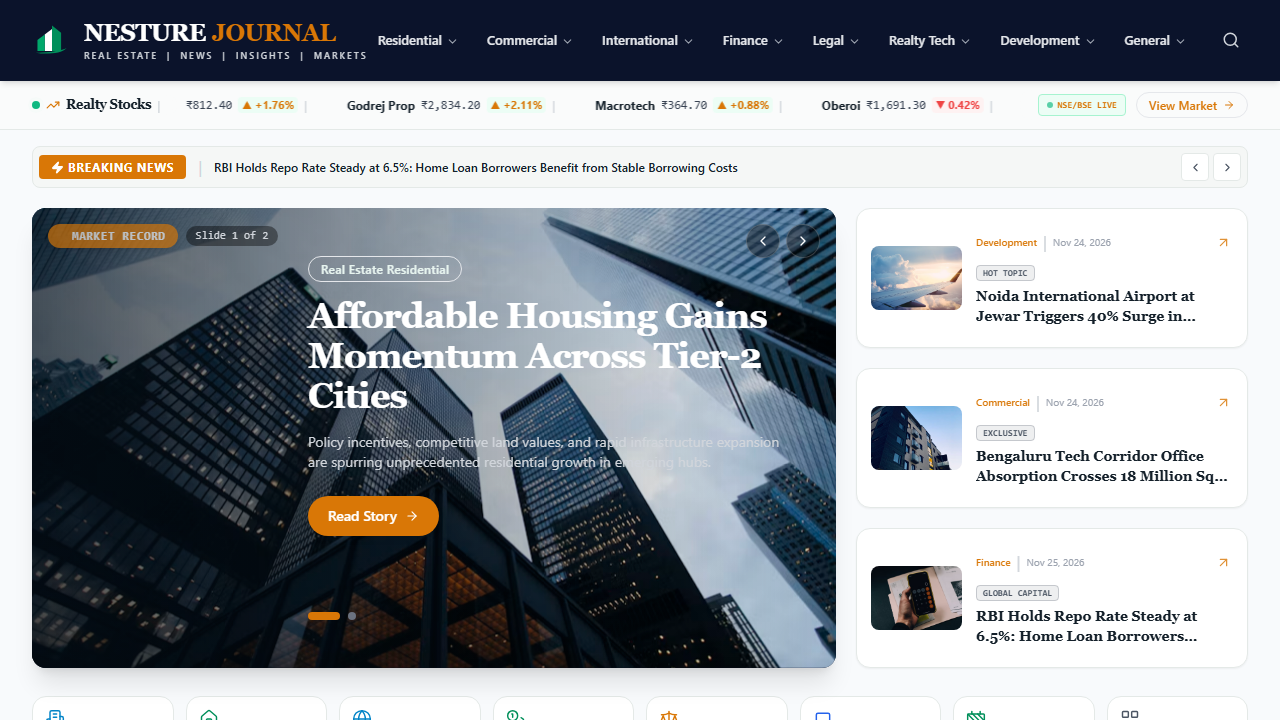 NESTURE JOURNAL
REAL ESTATE | NEWS | INSIGHTS | MARKETS
Residential
Commercial
International
Finance
Legal
Realty Tech
Development
General
Realty Stocks |
₹812.40 ▲ +1.76% |
Godrej Prop ₹2,834.20 ▲ +2.11% |
Macrotech ₹364.70 ▲ +0.88% |
Oberoi ₹1,691.30 ▼ 0.42% |
NSE/BSE LIVE
View Market →
BREAKING NEWS
RBI Holds Repo Rate Steady at 6.5%: Home Loan Borrowers Benefit from Stable Borrowing Costs
MARKET RECORD
Slide 1 of 2
Real Estate Residential
Affordable Housing Gains
Momentum Across Tier-2
Cities
Policy incentives, competitive land values, and rapid infrastructure expansion
are spurring unprecedented residential growth in emerging hubs.
Read Story →
Development | Nov 24, 2026
HOT TOPIC
Noida International Airport at
Jewar Triggers 40% Surge in...
Commercial | Nov 24, 2026
EXCLUSIVE
Bengaluru Tech Corridor Office
Absorption Crosses 18 Million Sq...
Finance | Nov 25, 2026
GLOBAL CAPITAL
RBI Holds Repo Rate Steady at
6.5%: Home Loan Borrowers...